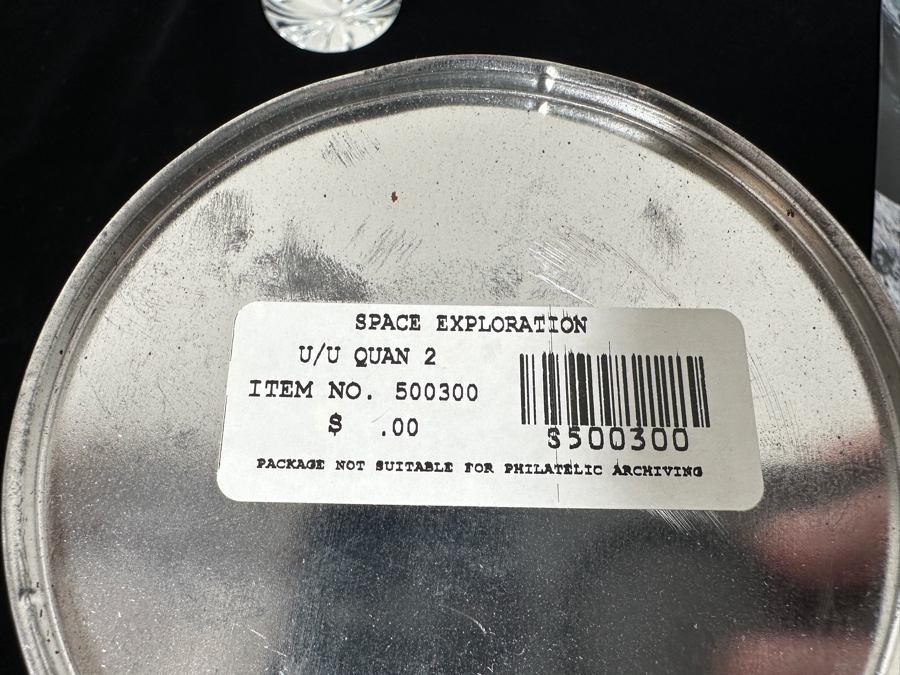 SPACE EXPLORATION
U/U QUAN 2
ITEM NO. 500300
$ .00
S500300
PACKAGE NOT SUITABLE FOR PHILATELIC ARCHIVING